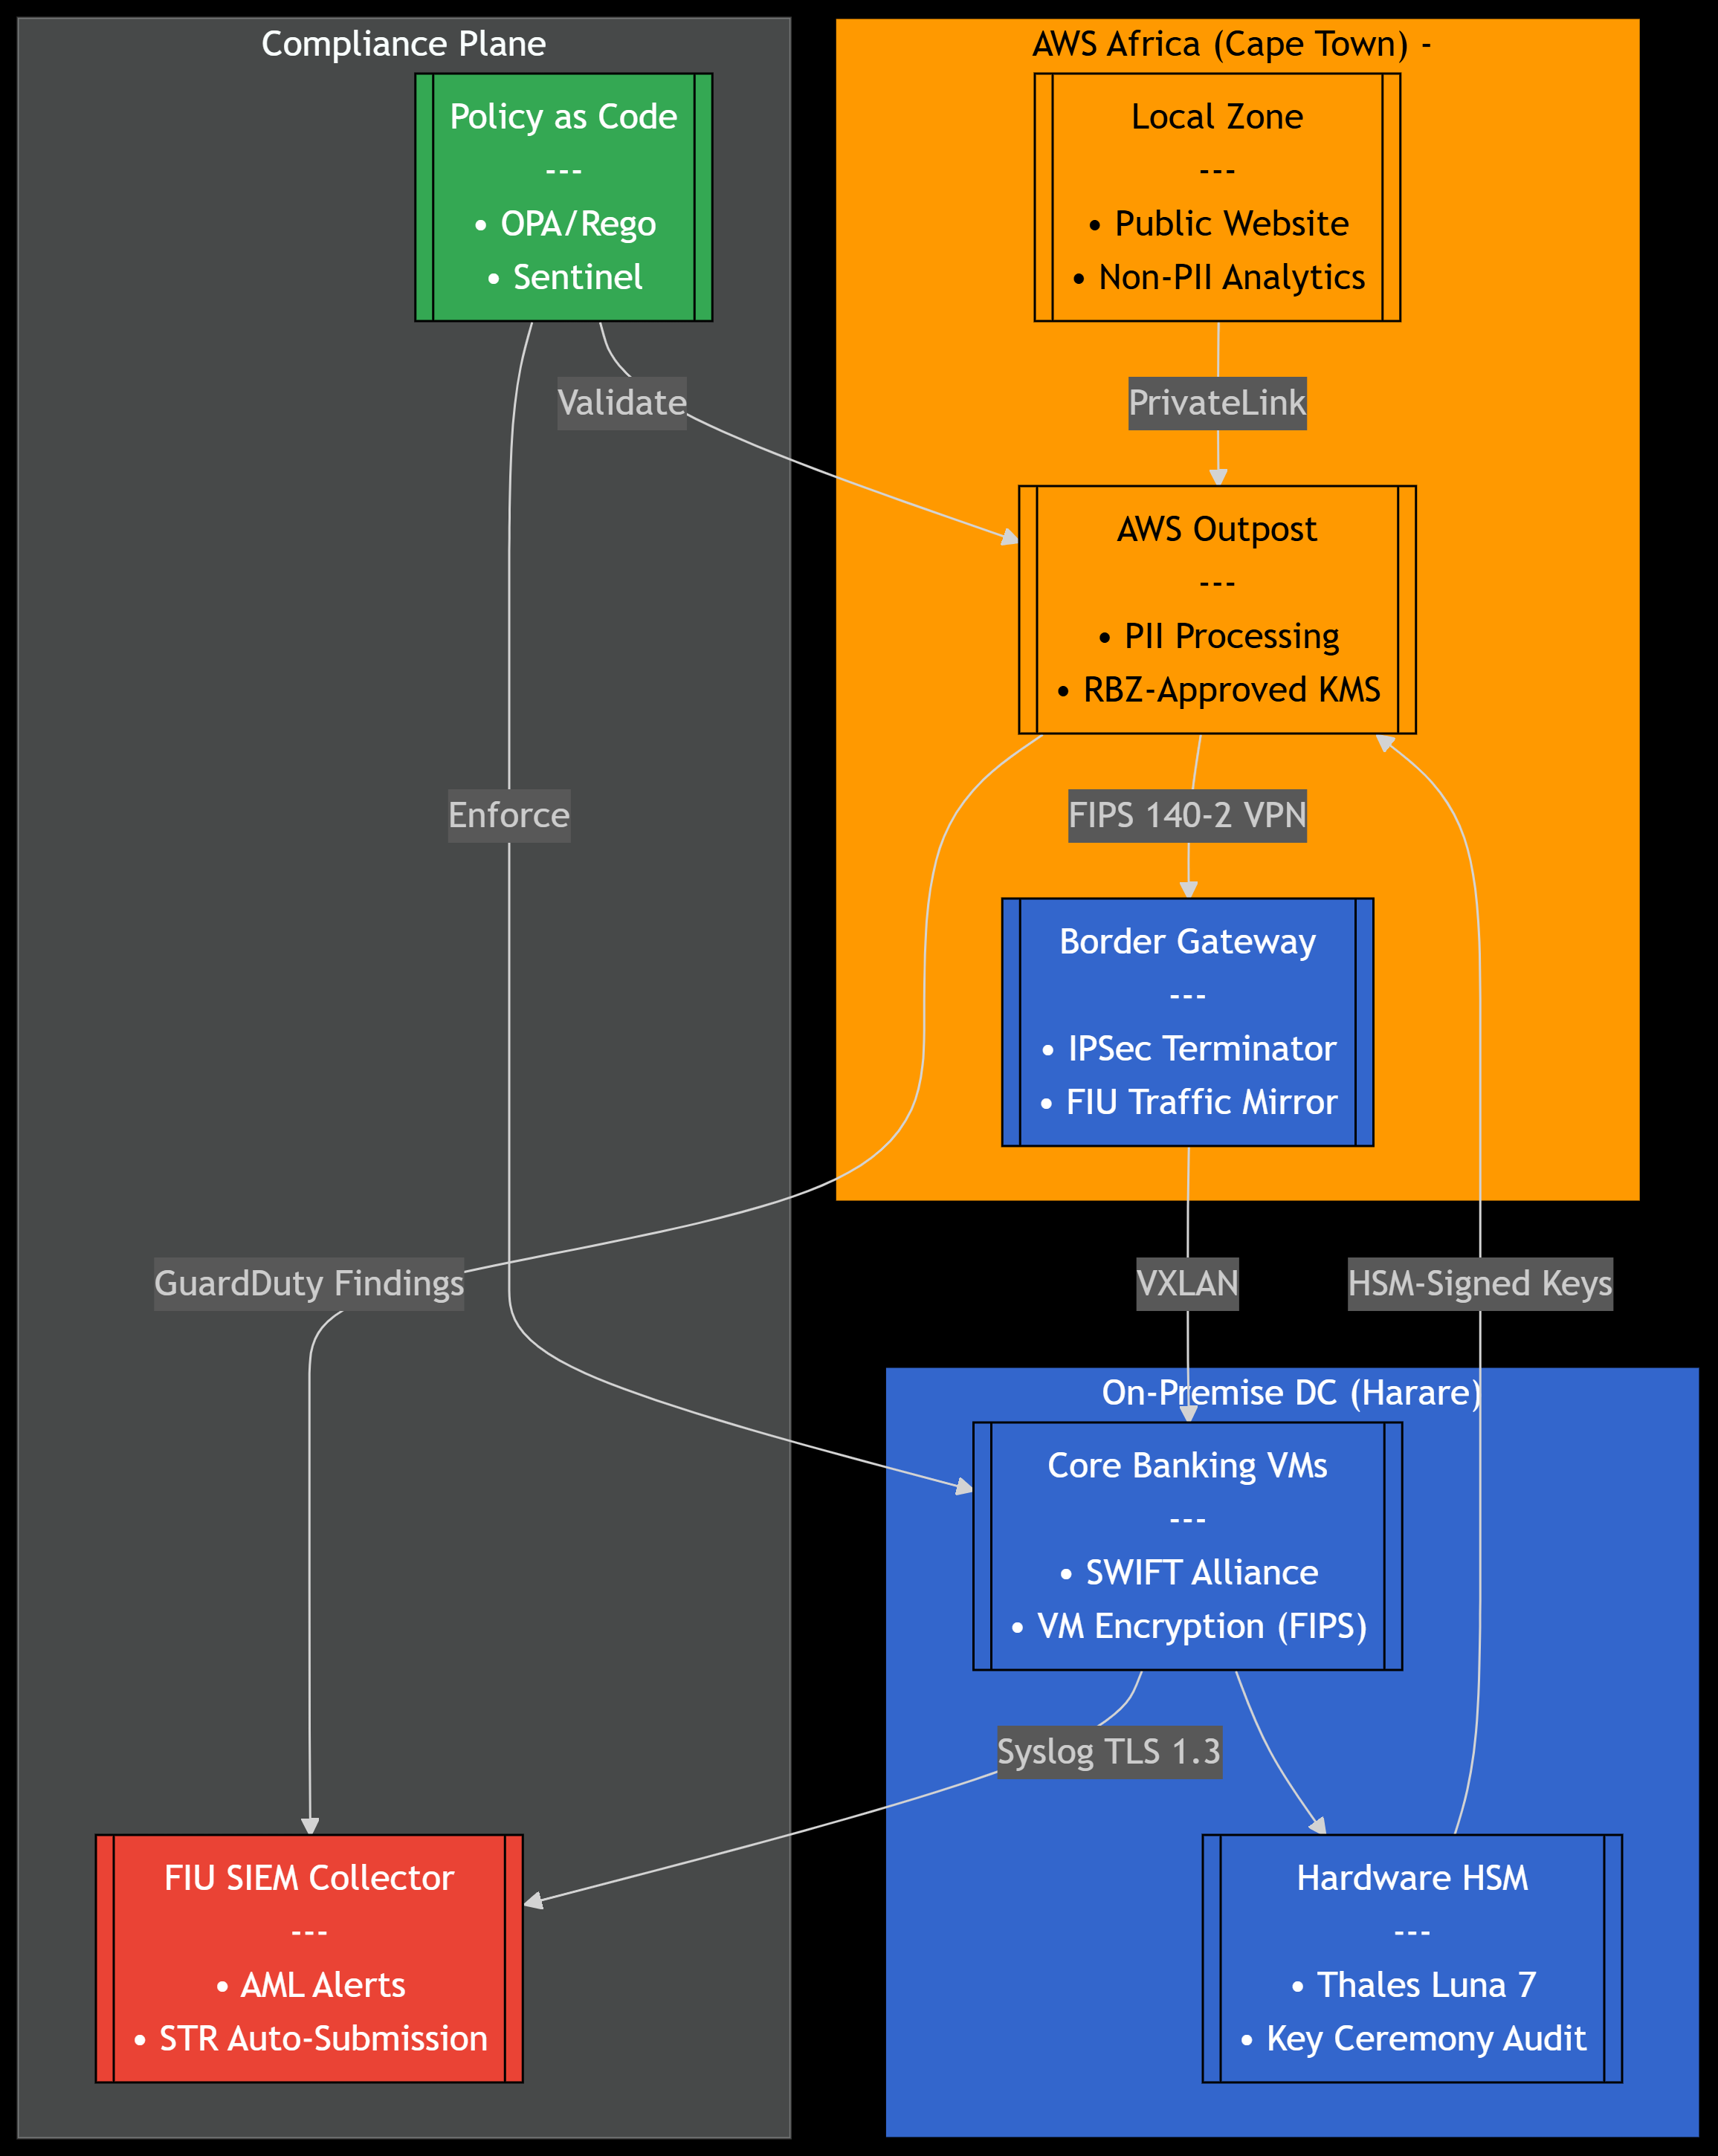 Compliance Plane
Policy as Code
---
• OPA/Rego
• Sentinel
AWS Africa (Cape Town) -
Local Zone
---
• Public Website
• Non-PII Analytics
Validate
PrivateLink
AWS Outpost
---
• PII Processing
• RBZ-Approved KMS
Enforce
FIPS 140-2 VPN
Border Gateway
---
• IPSec Terminator
• FIU Traffic Mirror
GuardDuty Findings
VXLAN
HSM-Signed Keys
On-Premise DC (Harare)
Core Banking VMs
---
• SWIFT Alliance
• VM Encryption (FIPS)
Syslog TLS 1.3
FIU SIEM Collector
---
• AML Alerts
• STR Auto-Submission
Hardware HSM
---
• Thales Luna 7
• Key Ceremony Audit